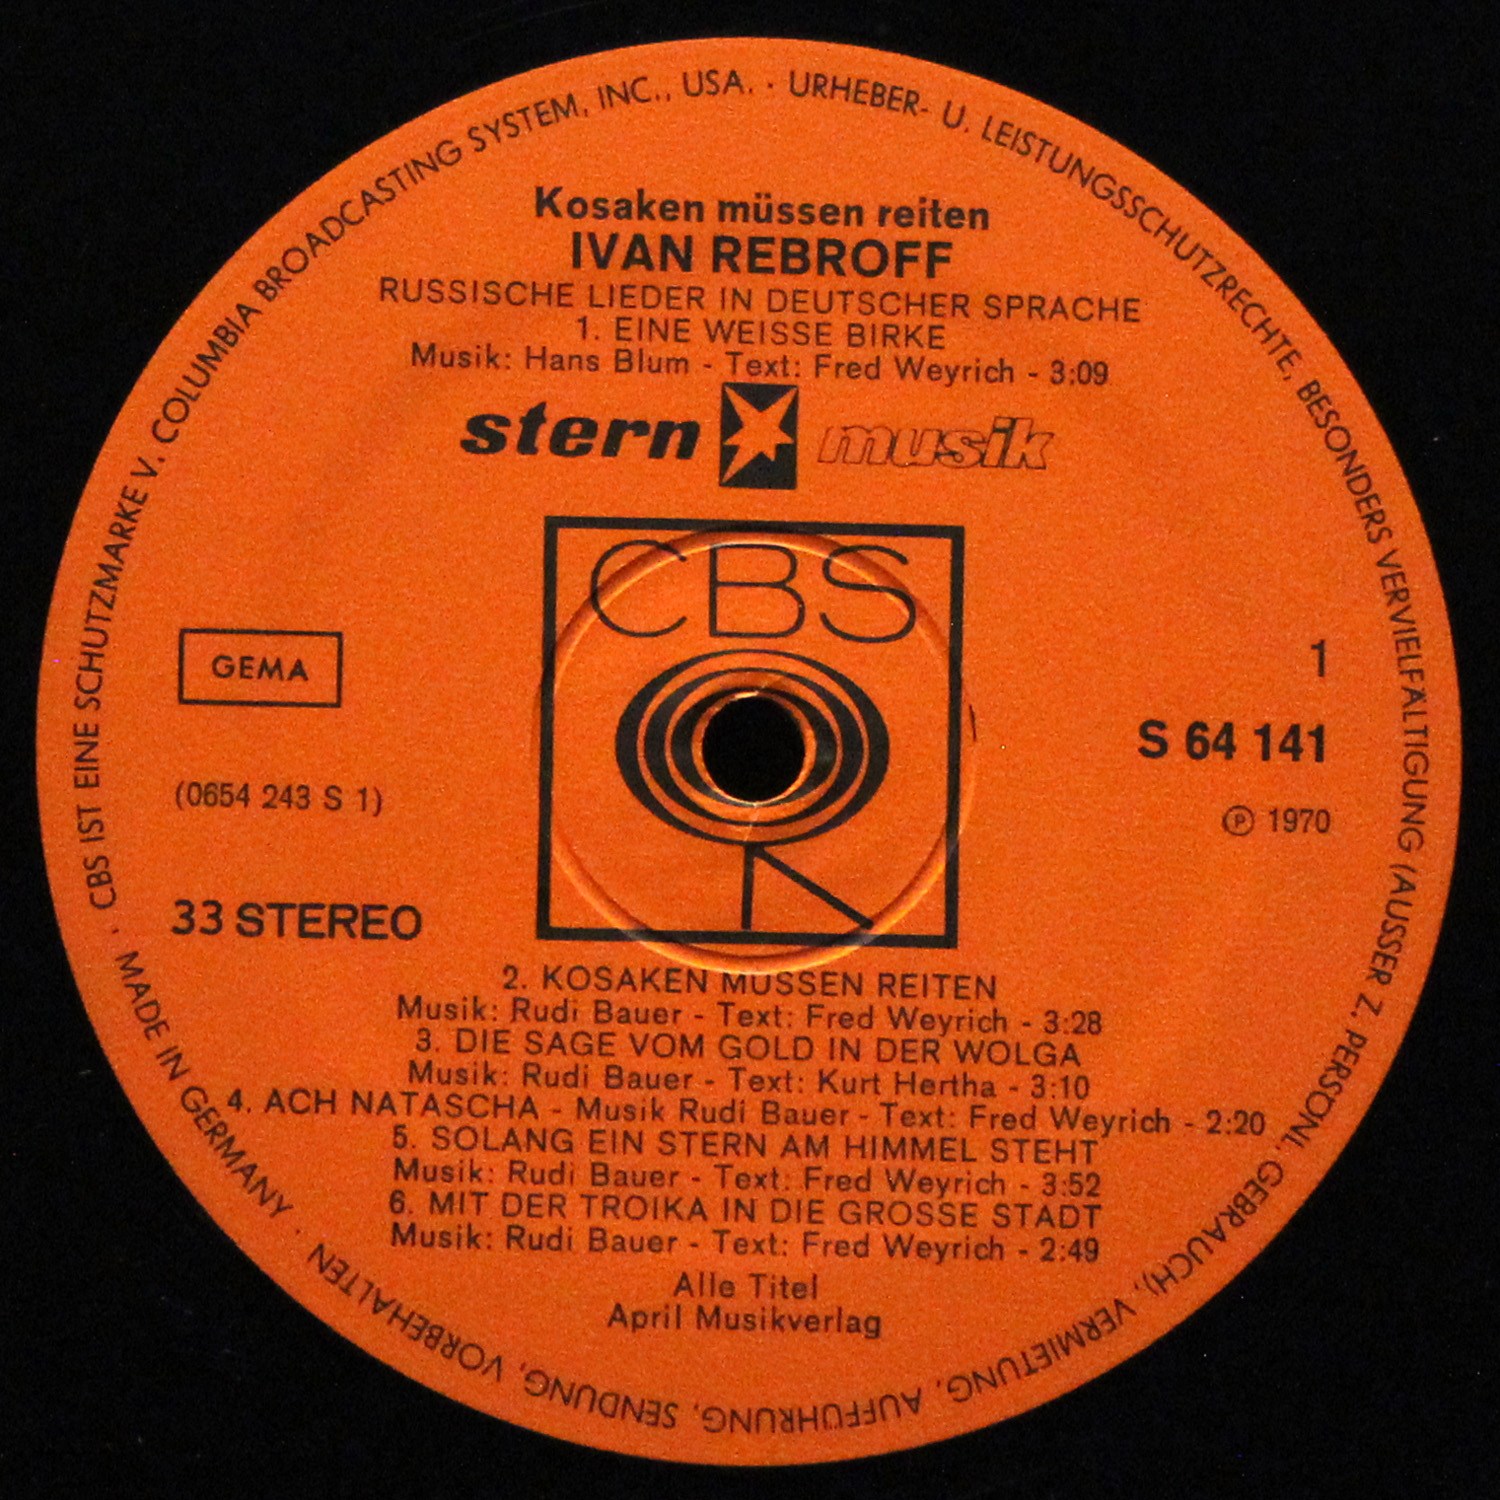 CBS IST EINE SCHUTZMARKE V. COLUMBIA BROADCASTING SYSTEM, INC., USA. · URHEBER- U. LEISTUNGSSCHUTZRECHTE, BESONDERS VERVIELFÄLTIGUNG (AUSSER Z. PERSÖNL. GEBRAUCH), VERMIETUNG, AUFFÜHRUNG, SENDUNG, VORBEHALTEN · MADE IN GERMANY ·
Kosaken müssen reiten
IVAN REBROFF
RUSSISCHE LIEDER IN DEUTSCHER SPRACHE
1. EINE WEISSE BIRKE
Musik: Hans Blum - Text: Fred Weyrich - 3:09
stern musik
CBS
GEMA
1
S 64 141
(0654 243 S 1)
Ⓟ 1970
33 STEREO
2. KOSAKEN MÜSSEN REITEN
Musik: Rudi Bauer - Text: Fred Weyrich - 3:28
3. DIE SAGE VOM GOLD IN DER WOLGA
Musik: Rudi Bauer - Text: Kurt Hertha - 3:10
4. ACH NATASCHA - Musik Rudi Bauer - Text: Fred Weyrich - 2:20
5. SOLANG EIN STERN AM HIMMEL STEHT
Musik: Rudi Bauer - Text: Fred Weyrich - 3:52
6. MIT DER TROIKA IN DIE GROSSE STADT
Musik: Rudi Bauer - Text: Fred Weyrich - 2:49
Alle Titel
April Musikverlag